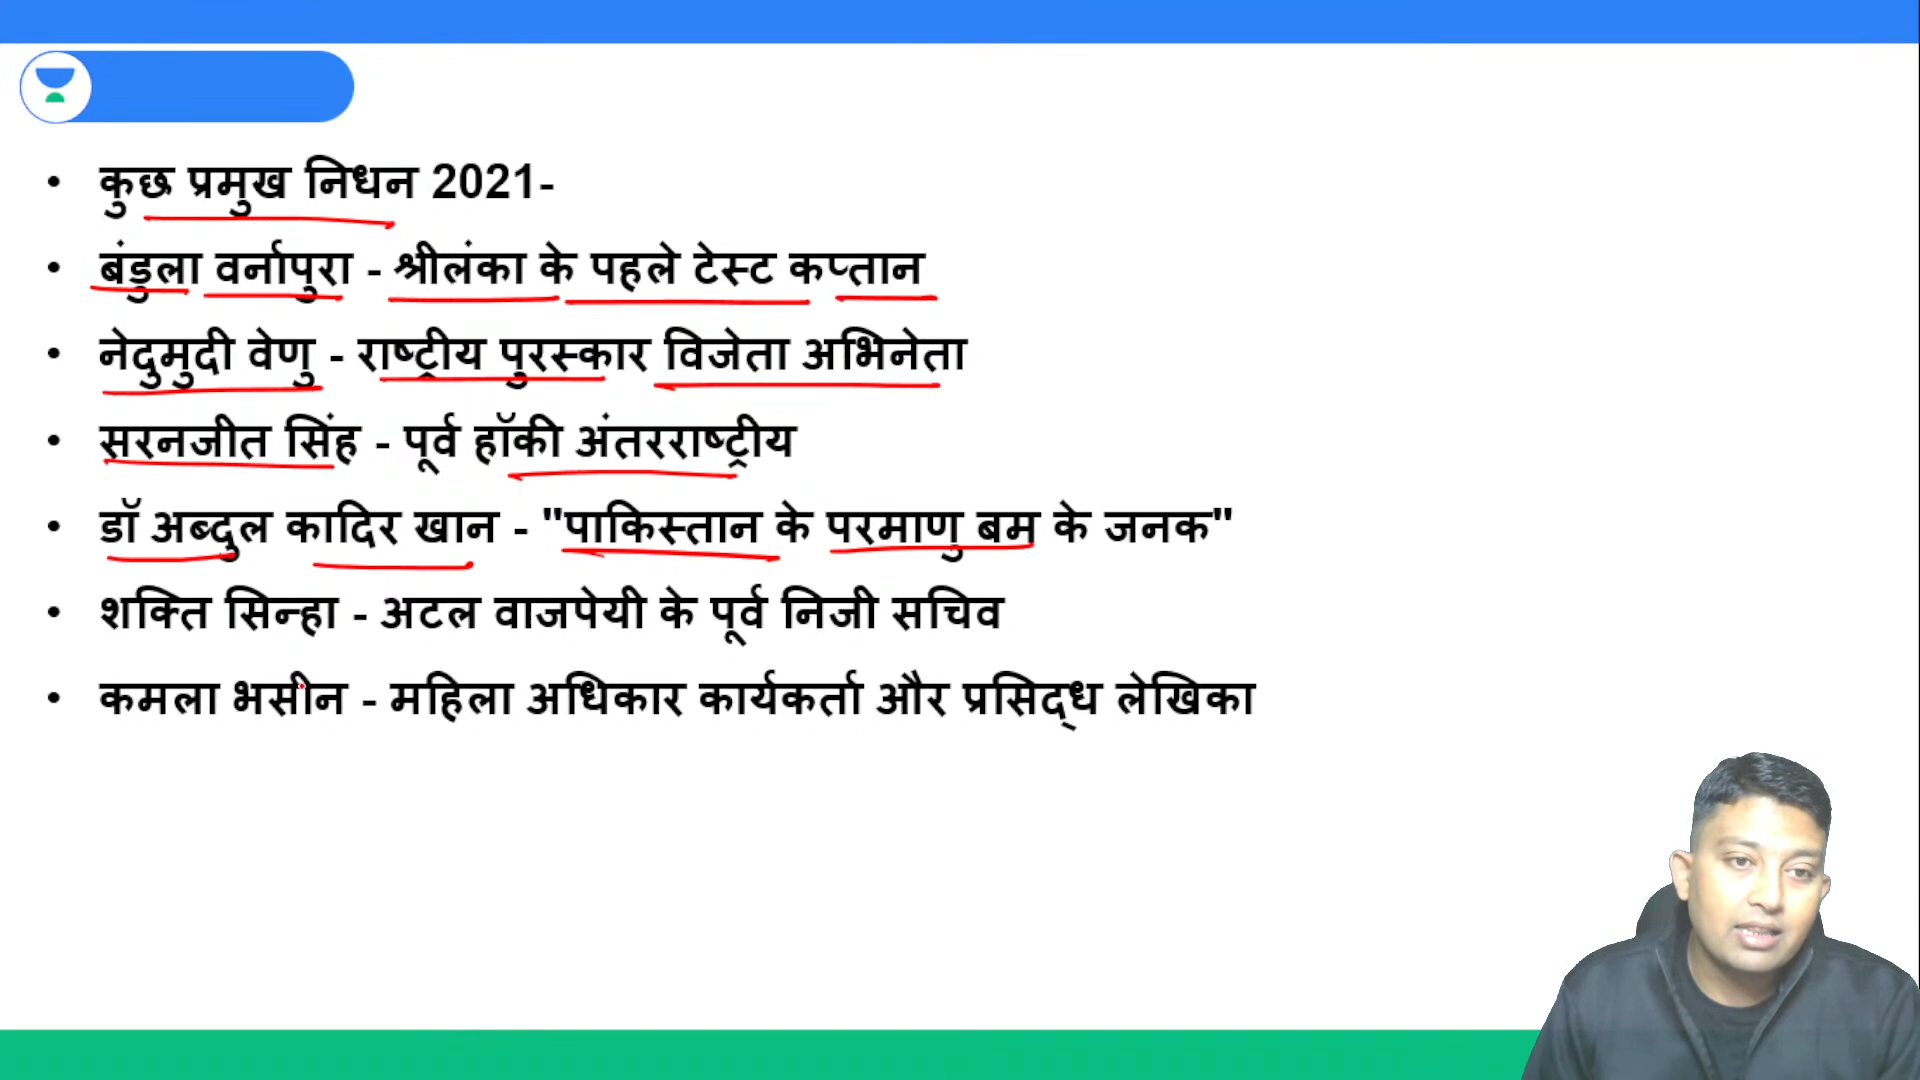 • कुछ प्रमुख निधन 2021-
• बंडुला वर्नापुरा - श्रीलंका के पहले टेस्ट कप्तान
• नेदुमुदी वेणु - राष्ट्रीय पुरस्कार विजेता अभिनेता
• सरनजीत सिंह - पूर्व हॉकी अंतरराष्ट्रीय
• डॉ अब्दुल कादिर खान - "पाकिस्तान के परमाणु बम के जनक"
• शक्ति सिन्हा - अटल वाजपेयी के पूर्व निजी सचिव
• कमला भसीन - महिला अधिकार कार्यकर्ता और प्रसिद्ध लेखिका